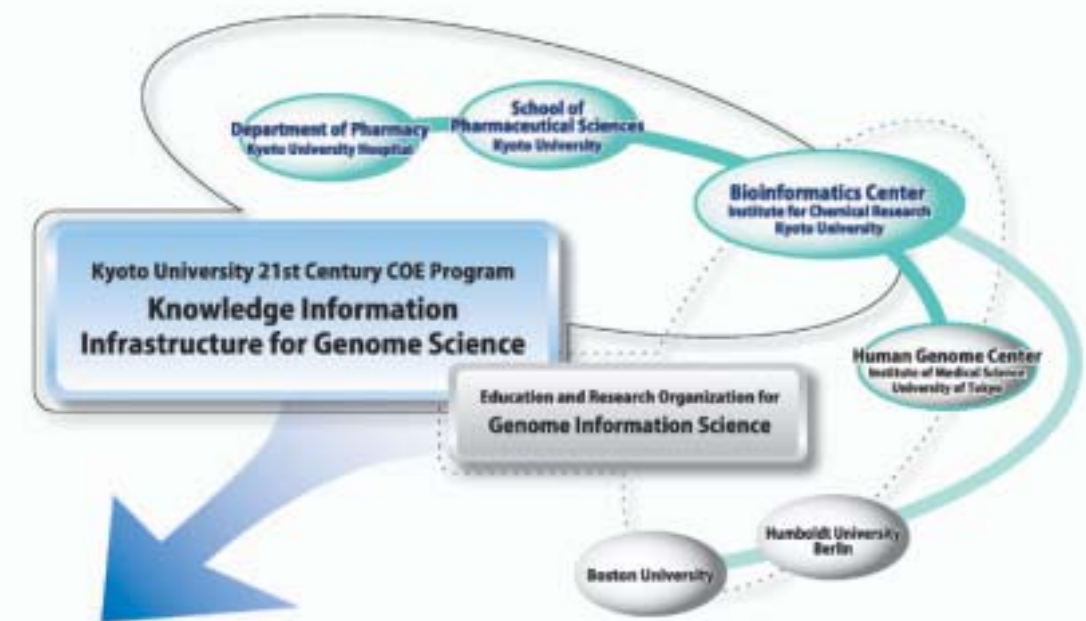 Department of Pharmacy
Kyoto University Hospital
School of
Pharmaceutical Sciences
Kyoto University
Bioinformatics Center
Institute for Chemical Research
Kyoto University
Kyoto University 21st Century COE Program
Knowledge Information
Infrastructure for Genome Science
Human Genome Center
Institute of Medical Science
University of Tokyo
Education and Research Organization for
Genome Information Science
Humboldt University
Berlin
Boston University